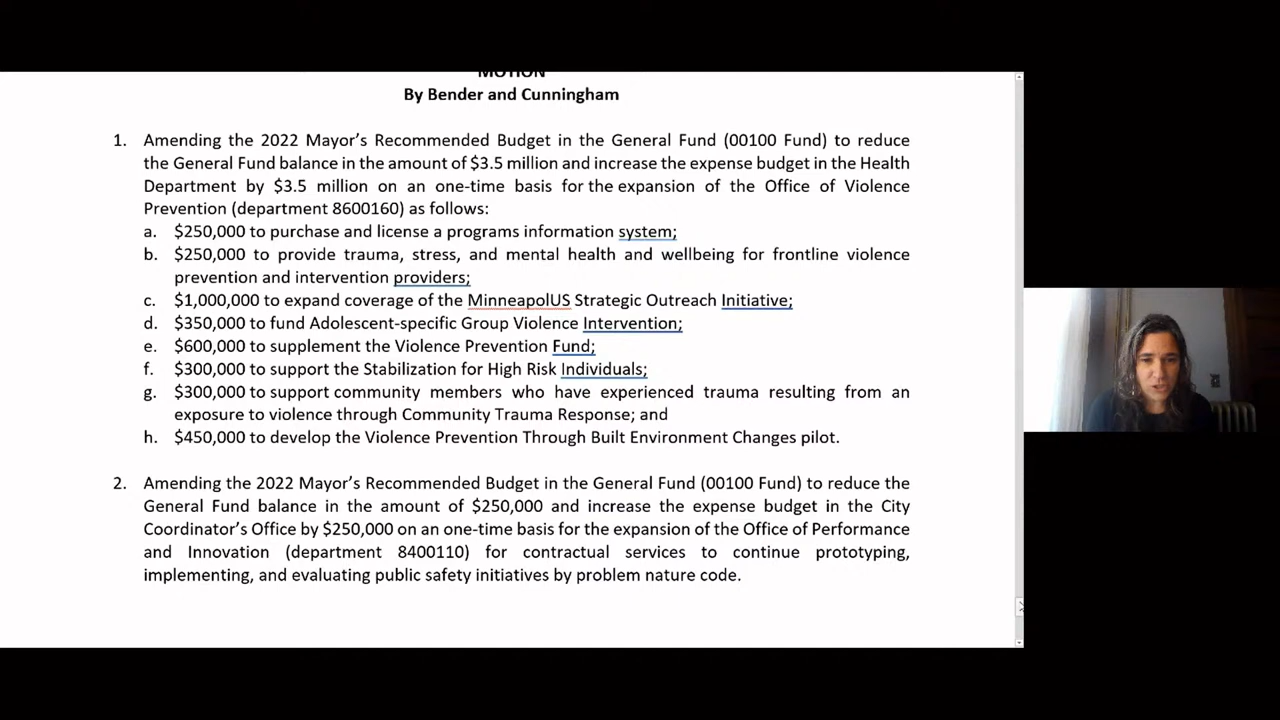 MOTION
By Bender and Cunningham
1. Amending the 2022 Mayor's Recommended Budget in the General Fund (00100 Fund) to reduce
the General Fund balance in the amount of $3.5 million and increase the expense budget in the Health
Department by $3.5 million on an one-time basis for the expansion of the Office of Violence
Prevention (department 8600160) as follows:
a. $250,000 to purchase and license a programs information system;
b. $250,000 to provide trauma, stress, and mental health and wellbeing for frontline violence
prevention and intervention providers;
c. $1,000,000 to expand coverage of the MinneapolUS Strategic Outreach Initiative;
d. $350,000 to fund Adolescent-specific Group Violence Intervention;
e. $600,000 to supplement the Violence Prevention Fund;
f. $300,000 to support the Stabilization for High Risk Individuals;
g. $300,000 to support community members who have experienced trauma resulting from an
exposure to violence through Community Trauma Response; and
h. $450,000 to develop the Violence Prevention Through Built Environment Changes pilot.
2. Amending the 2022 Mayor's Recommended Budget in the General Fund (00100 Fund) to reduce the
General Fund balance in the amount of $250,000 and increase the expense budget in the City
Coordinator's Office by $250,000 on an one-time basis for the expansion of the Office of Performance
and Innovation (department 8400110) for contractual services to continue prototyping,
implementing, and evaluating public safety initiatives by problem nature code.